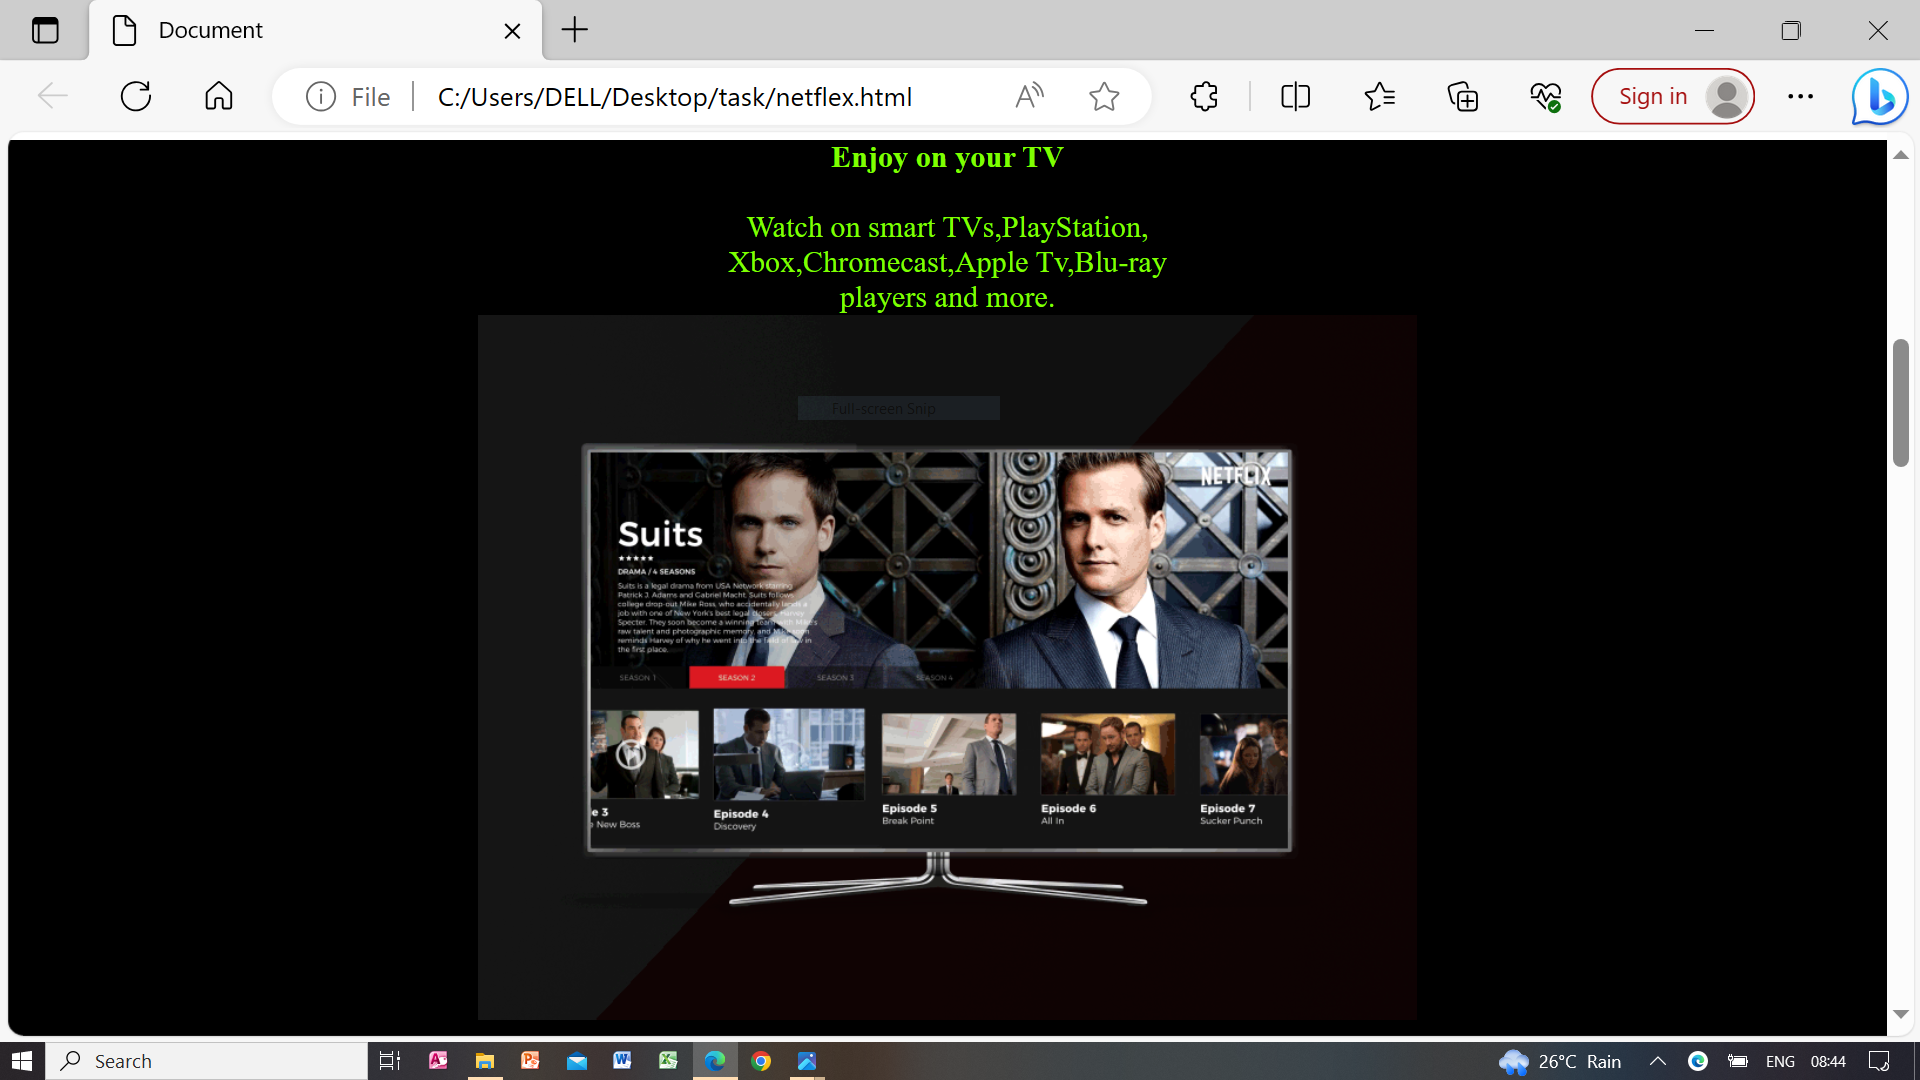 Document
File
C:/Users/DELL/Desktop/task/netflex.html
Sign in
Enjoy on your TV
Watch on smart TVs,PlayStation,
Xbox,Chromecast,Apple Tv,Blu-ray
players and more.
Full-screen Snip
NETFLIX
Suits
DRAMA / 4 SEASONS
Suits is a legal drama from USA Network starring
Patrick J. Adams and Gabriel Macht. Suits follows
college drop-out Mike Ross, who accidentally lands a
job with one of New York's best legal closers, Harvey
Specter. They soon become a winning team with Mike's
raw talent and photographic memory, and Mike soon
reminds Harvey of why he went into the field of law in
the first place.
SEASON 1 SEASON 2 SEASON 3 SEASON 4
e 3
e New Boss
Episode 4
Discovery
Episode 5
Break Point
Episode 6
All In
Episode 7
Sucker Punch
Search
26°C Rain
ENG
08:44